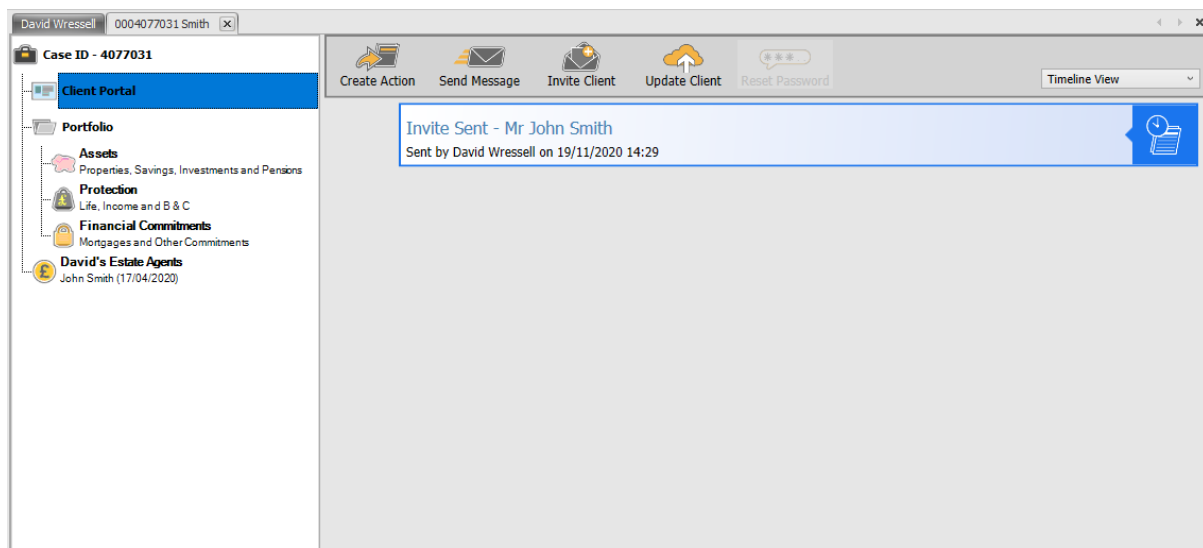 David Wressell
0004077031 Smith
Case ID - 4077031
Client Portal
Portfolio
Assets
Properties, Savings, Investments and Pensions
Protection
Life, Income and B & C
Financial Commitments
Mortgages and Other Commitments
David's Estate Agents
John Smith (17/04/2020)
Create Action
Send Message
Invite Client
Update Client
Reset Password
Timeline View
Invite Sent - Mr John Smith
Sent by David Wressell on 19/11/2020 14:29